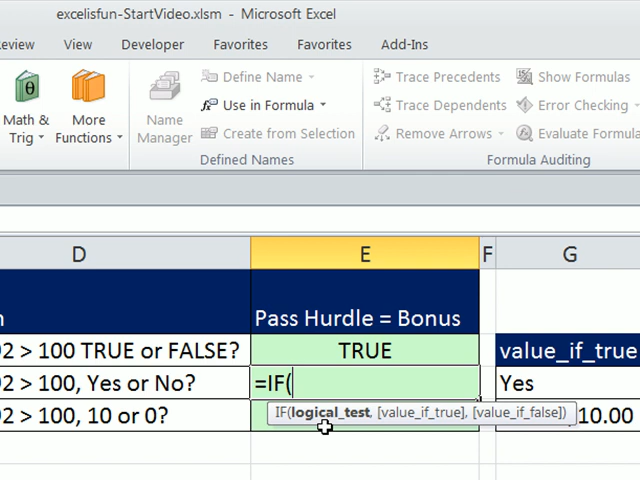 excelisfun-StartVideo.xlsm - Microsoft Excel
eview View Developer Favorites Favorites Add-Ins
Math & Trig
More Functions
Name Manager
Define Name
Use in Formula
Create from Selection
Defined Names
Trace Precedents
Trace Dependents
Remove Arrows
Show Formulas
Error Checking
Evaluate Formula
Formula Auditing
D E F G
n Pass Hurdle = Bonus
02 > 100 TRUE or FALSE? TRUE value_if_true
02 > 100, Yes or No? =IF( Yes
IF(logical_test, [value_if_true], [value_if_false])
02 > 100, 10 or 0? 10.00